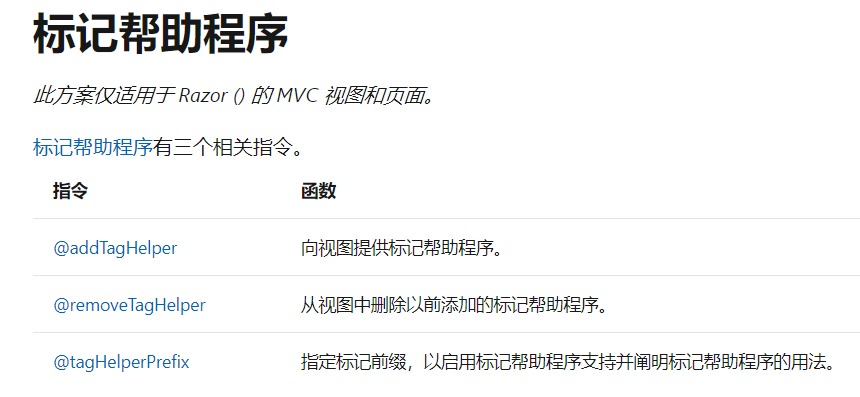 标记帮助程序
此方案仅适用于 Razor () 的 MVC 视图和页面。
标记帮助程序有三个相关指令。
指令 函数
@addTagHelper 向视图提供标记帮助程序。
@removeTagHelper 从视图中删除以前添加的标记帮助程序。
@tagHelperPrefix 指定标记前缀，以启用标记帮助程序支持并阐明标记帮助程序的用法。